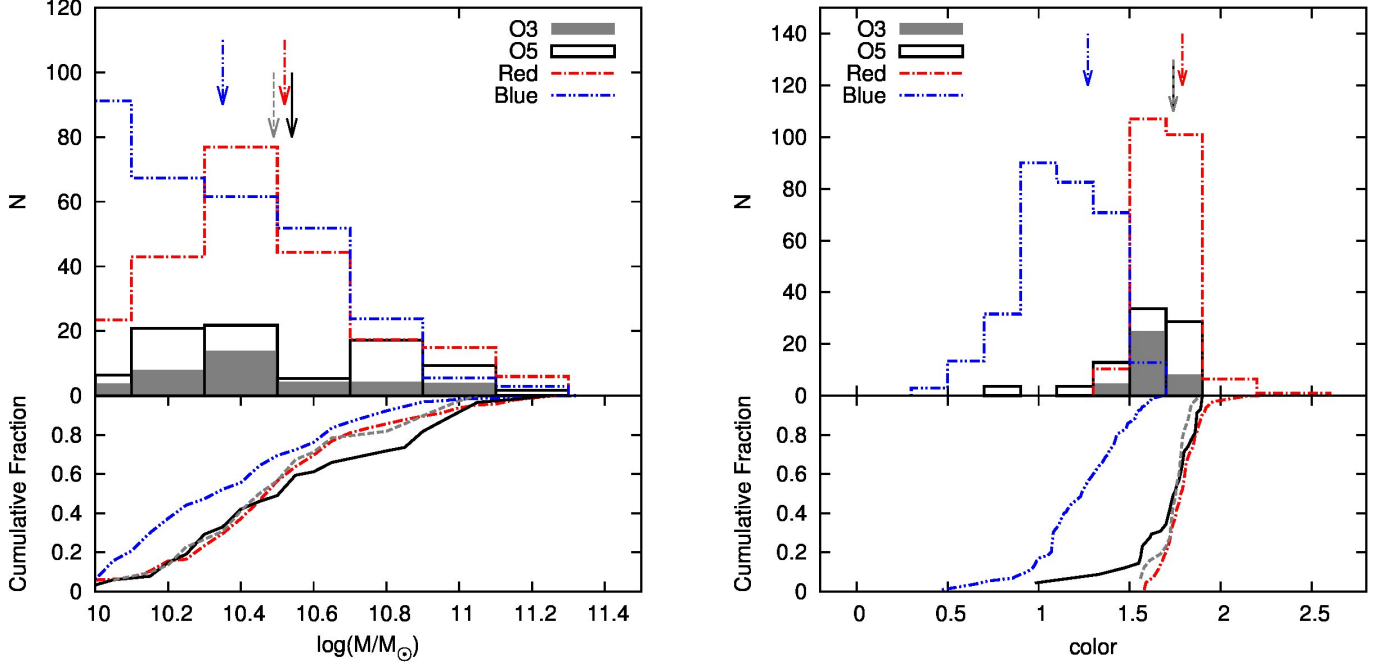 120
100
80
60
40
20
0
N
O3
O5
Red
Blue
0.8
0.6
0.4
0.2
0
Cumulative Fraction
10 10.2 10.4 10.6 10.8 11 11.2 11.4
log(M/M⊙)
140
120
100
80
60
40
20
0
N
O3
O5
Red
Blue
0.8
0.6
0.4
0.2
0
Cumulative Fraction
0 0.5 1 1.5 2 2.5
color